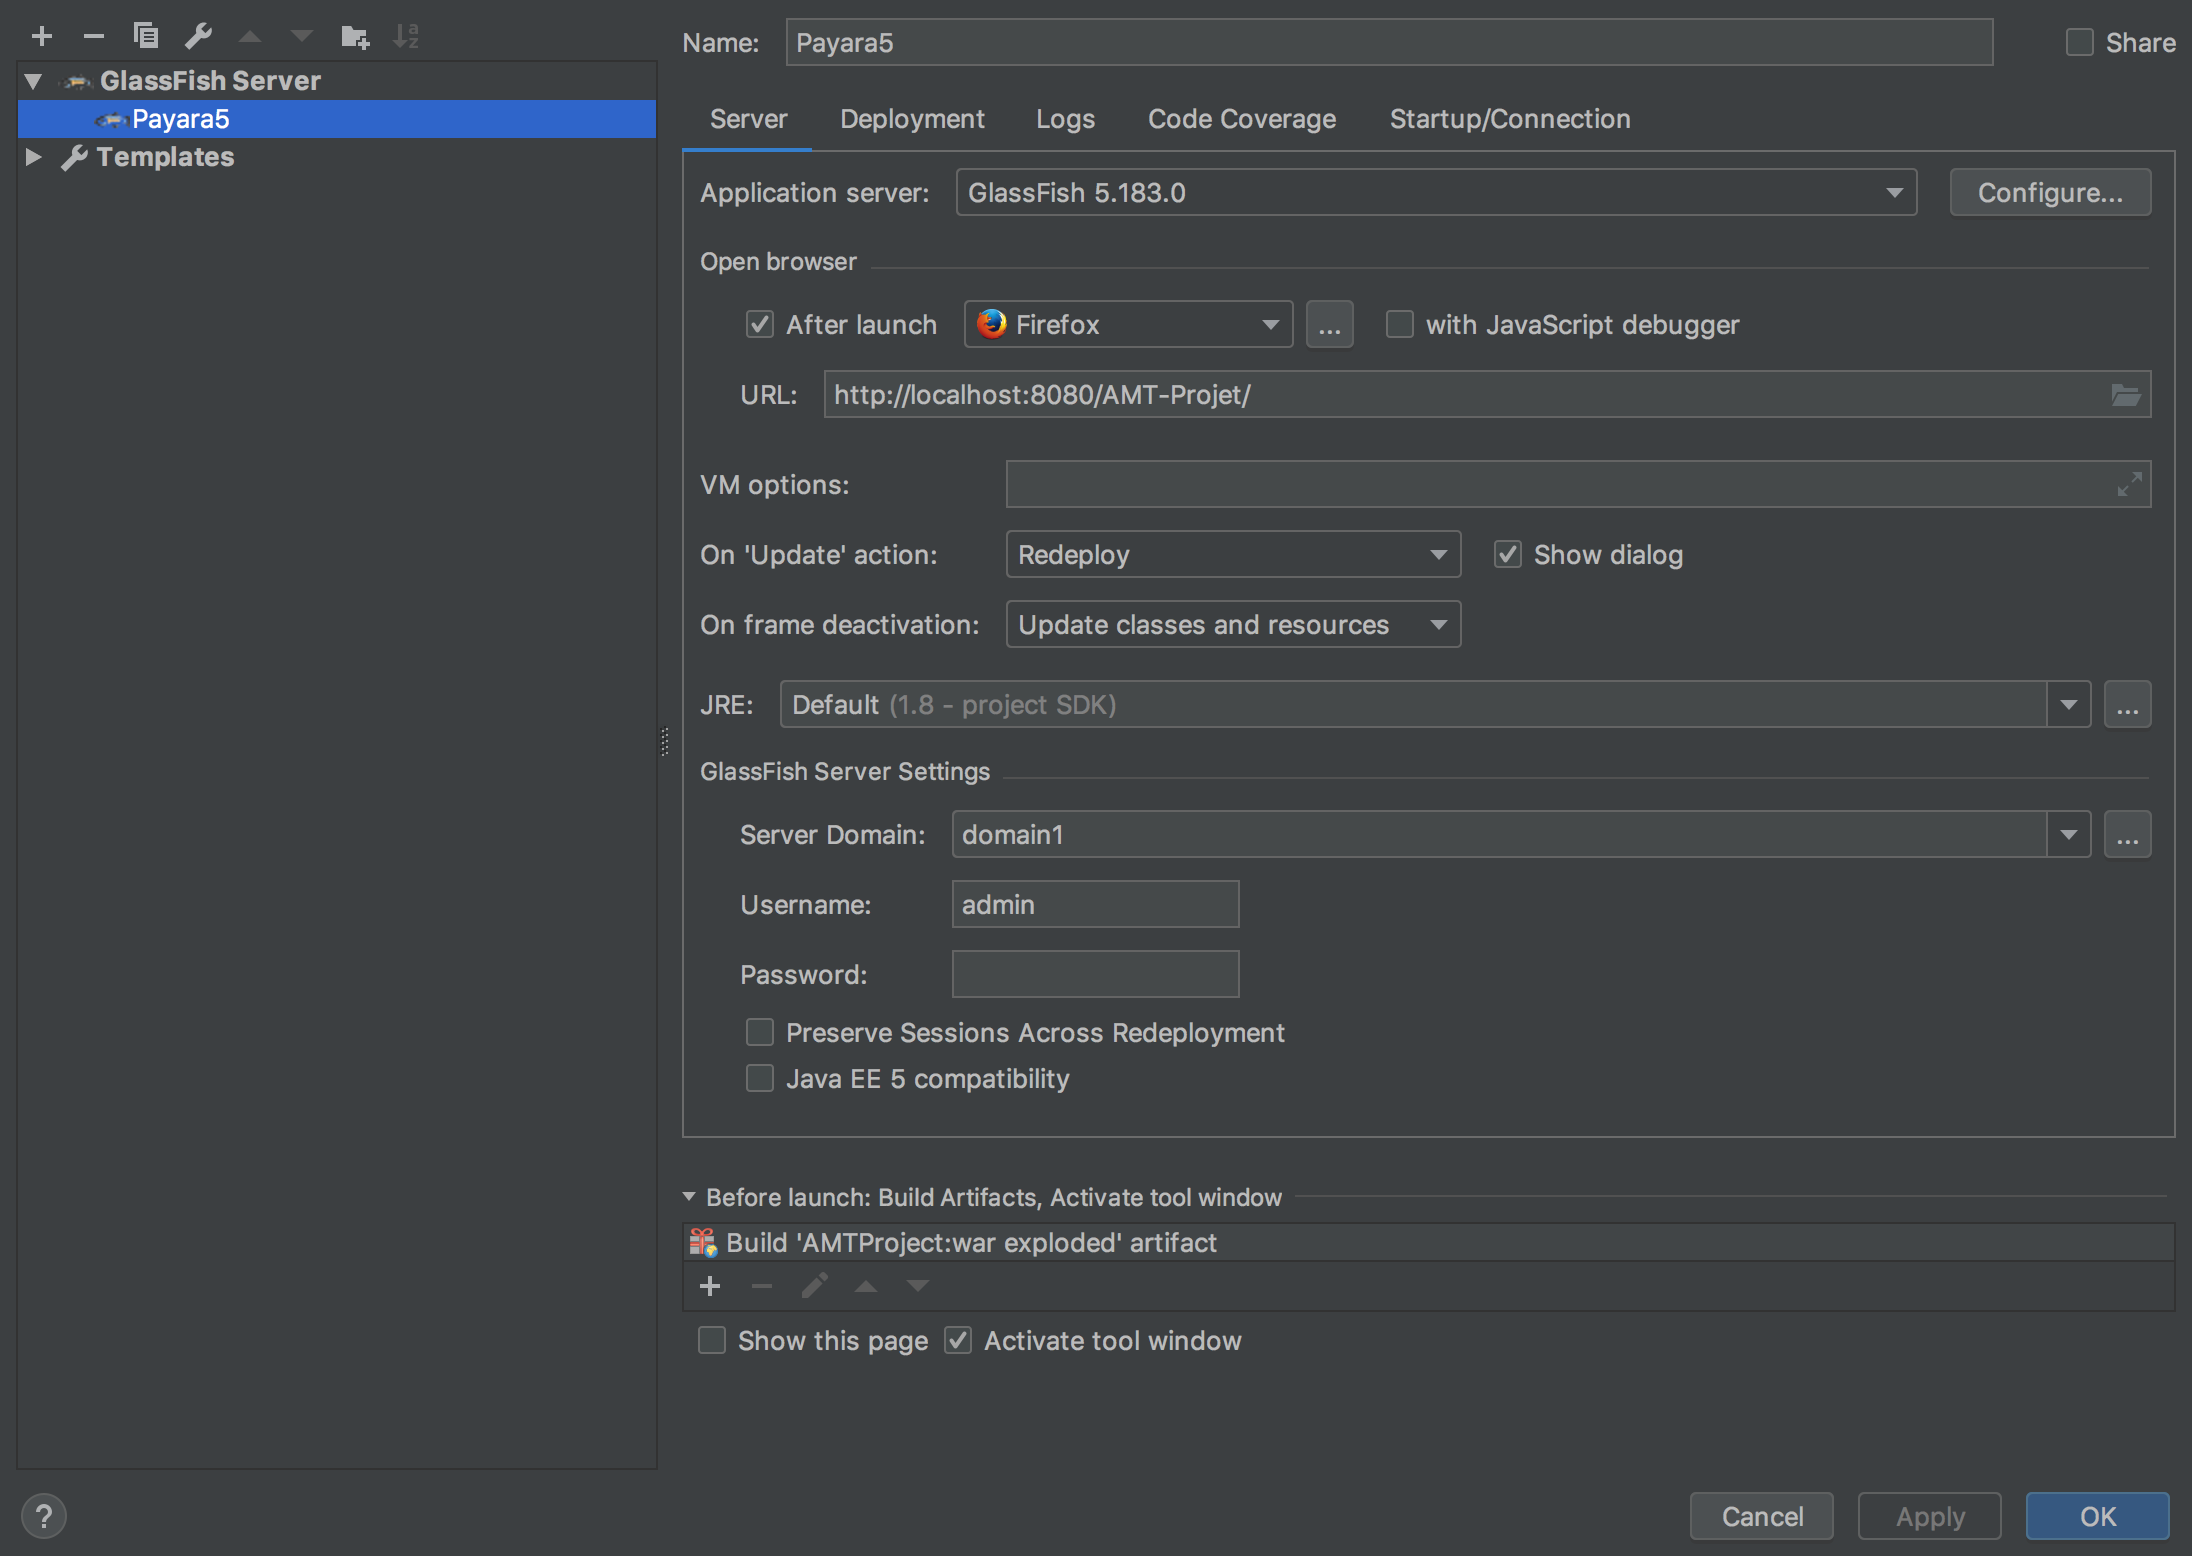 GlassFish Server
Payara5
Templates
Name: Payara5 Share
Server Deployment Logs Code Coverage Startup/Connection
Application server: GlassFish 5.183.0 Configure...
Open browser
After launch Firefox ... with JavaScript debugger
URL: http://localhost:8080/AMT-Projet/
VM options:
On 'Update' action: Redeploy Show dialog
On frame deactivation: Update classes and resources
JRE: Default (1.8 - project SDK) ...
GlassFish Server Settings
Server Domain: domain1 ...
Username: admin
Password:
Preserve Sessions Across Redeployment
Java EE 5 compatibility
Before launch: Build Artifacts, Activate tool window
Build 'AMTProject:war exploded' artifact
Show this page Activate tool window
? Cancel Apply OK